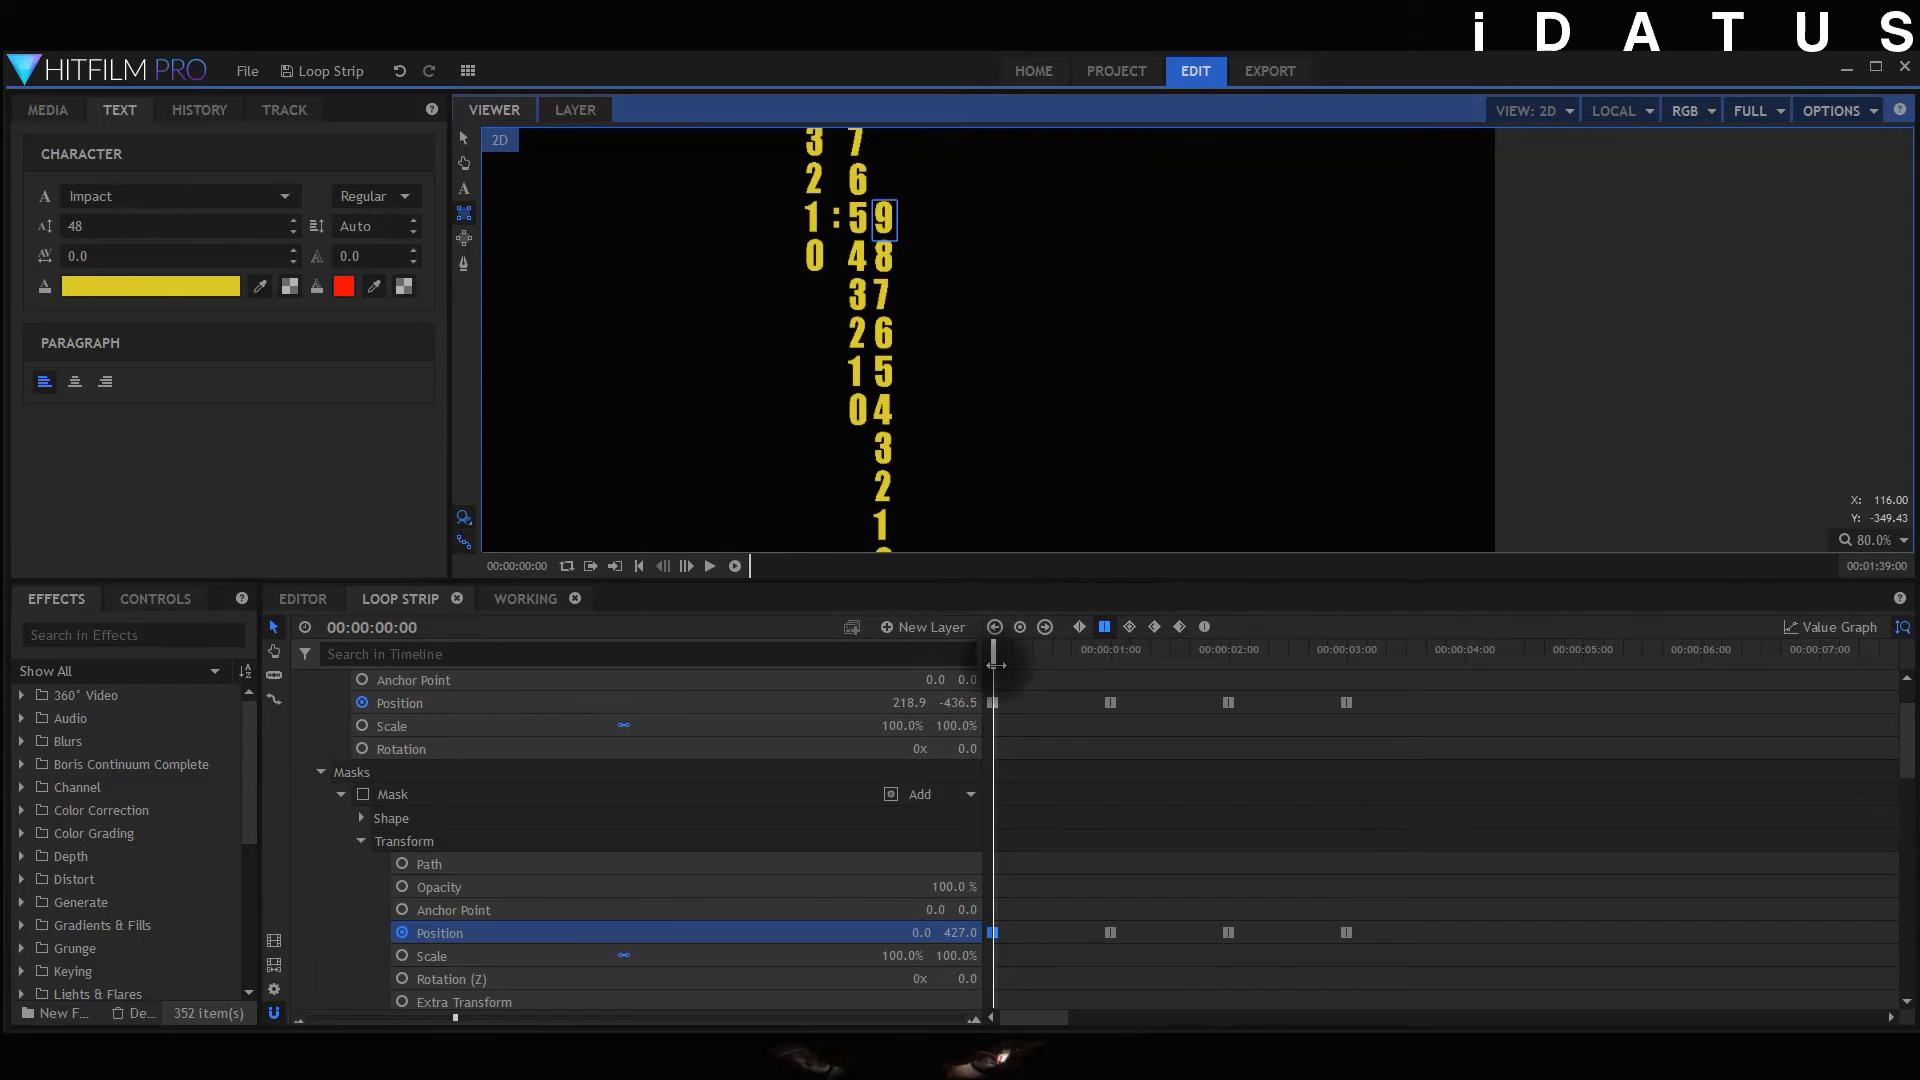 i D A T U S
HITFILM PRO File Loop Strip HOME PROJECT EDIT EXPORT
MEDIA TEXT HISTORY TRACK VIEWER LAYER VIEW: 2D LOCAL RGB FULL OPTIONS
CHARACTER 2D 3 7
2 6
A Impact Regular
48 Auto 1 : 5 9
0.0 0.0 0 4 8
3 7
PARAGRAPH 2 6
1 5
0 4
3
2
X: 116.00
Y: -349.43
1
80.0%
00:00:00:00 00:01:39:00
EFFECTS CONTROLS EDITOR LOOP STRIP WORKING
Search in Effects 00:00:00:00 New Layer Value Graph
Search in Timeline 00:00:01:00 00:00:02:00 00:00:03:00 00:00:04:00 00:00:05:00 00:00:06:00 00:00:07:00
Show All Anchor Point 0.0 0.0
360° Video Position 218.9 -436.5
Audio Scale 100.0% 100.0%
Blurs Rotation 0x 0.0
Boris Continuum Complete Masks
Channel Mask Add
Color Correction Shape
Color Grading Transform
Depth Path
Distort Opacity 100.0 %
Generate Anchor Point 0.0 0.0
Gradients & Fills Position 0.0 427.0
Grunge Scale 100.0% 100.0%
Keying Rotation (Z) 0x 0.0
Lights & Flares Extra Transform
New F... De... 352 item(s)